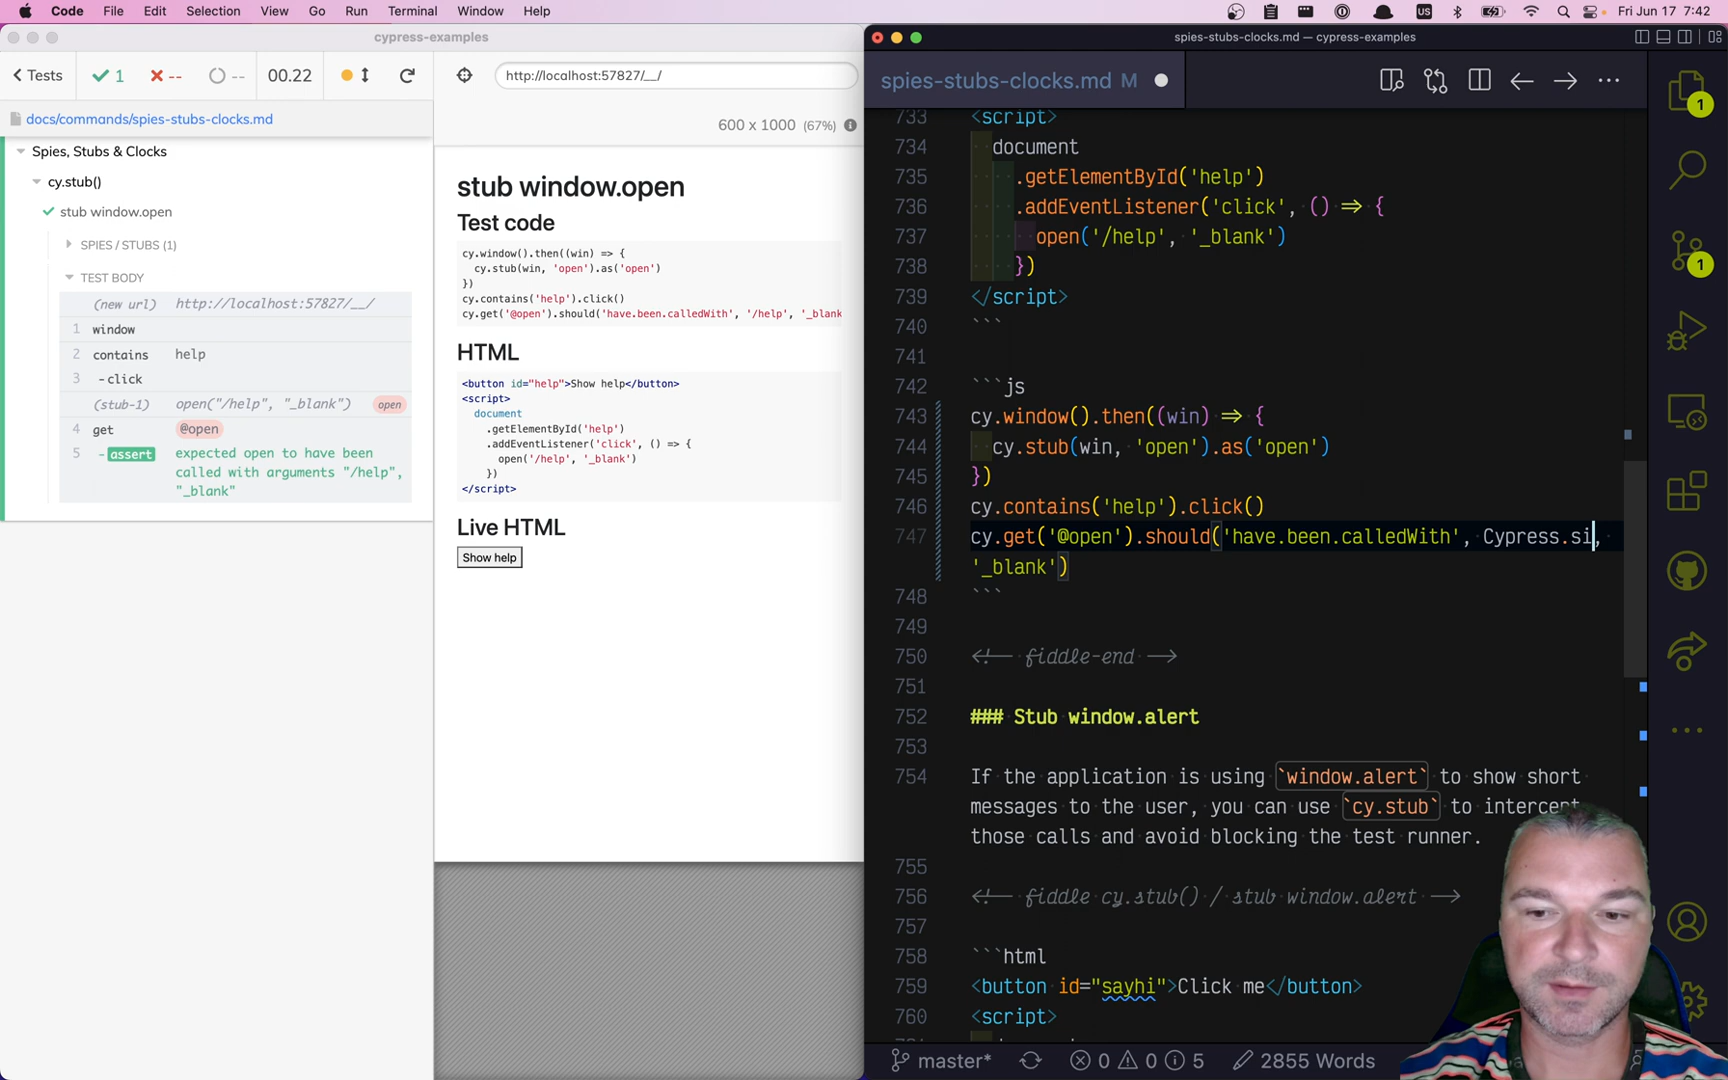 Code File Edit Selection View Go Run Terminal Window Help
US Fri Jun 17 7:42
cypress-examples
Tests 1 -- -- 00.22
http://localhost:57827/__/
600 x 1000 (67%)
docs/commands/spies-stubs-clocks.md
Spies, Stubs & Clocks
cy.stub()
stub window.open
SPIES / STUBS (1)
TEST BODY
(new url) http://localhost:57827/__/
1 window
2 contains help
3 -click
(stub-1) open("/help", "_blank") open
4 get @open
5 -assert expected open to have been
called with arguments "/help",
"_blank"
stub window.open
Test code
cy.window().then((win) => {
cy.stub(win, 'open').as('open')
})
cy.contains('help').click()
cy.get('@open').should('have.been.calledWith', '/help', '_blank
HTML
<button id="help">Show help</button>
<script>
document
.getElementById('help')
.addEventListener('click', () => {
open('/help', '_blank')
})
</script>
Live HTML
Show help
spies-stubs-clocks.md — cypress-examples
spies-stubs-clocks.md M
733 <script>
734 document
735 .getElementById('help')
736 .addEventListener('click', () => {
737 open('/help', '_blank')
738 })
739 </script>
740 ```
741
742 ```js
743 cy.window().then((win) => {
744 cy.stub(win, 'open').as('open')
745 })
746 cy.contains('help').click()
747 cy.get('@open').should('have.been.calledWith', Cypress.si,
'_blank')
748 ```
749
750 <!-- fiddle-end -->
751
752 ### Stub window.alert
753
754 If the application is using `window.alert` to show short
messages to the user, you can use `cy.stub` to intercept
those calls and avoid blocking the test runner.
755
756 <!-- fiddle cy.stub() / stub window.alert -->
757
758 ```html
759 <button id="sayhi">Click me</button>
760 <script>
1
1
master* 0 0 5 2855 Words